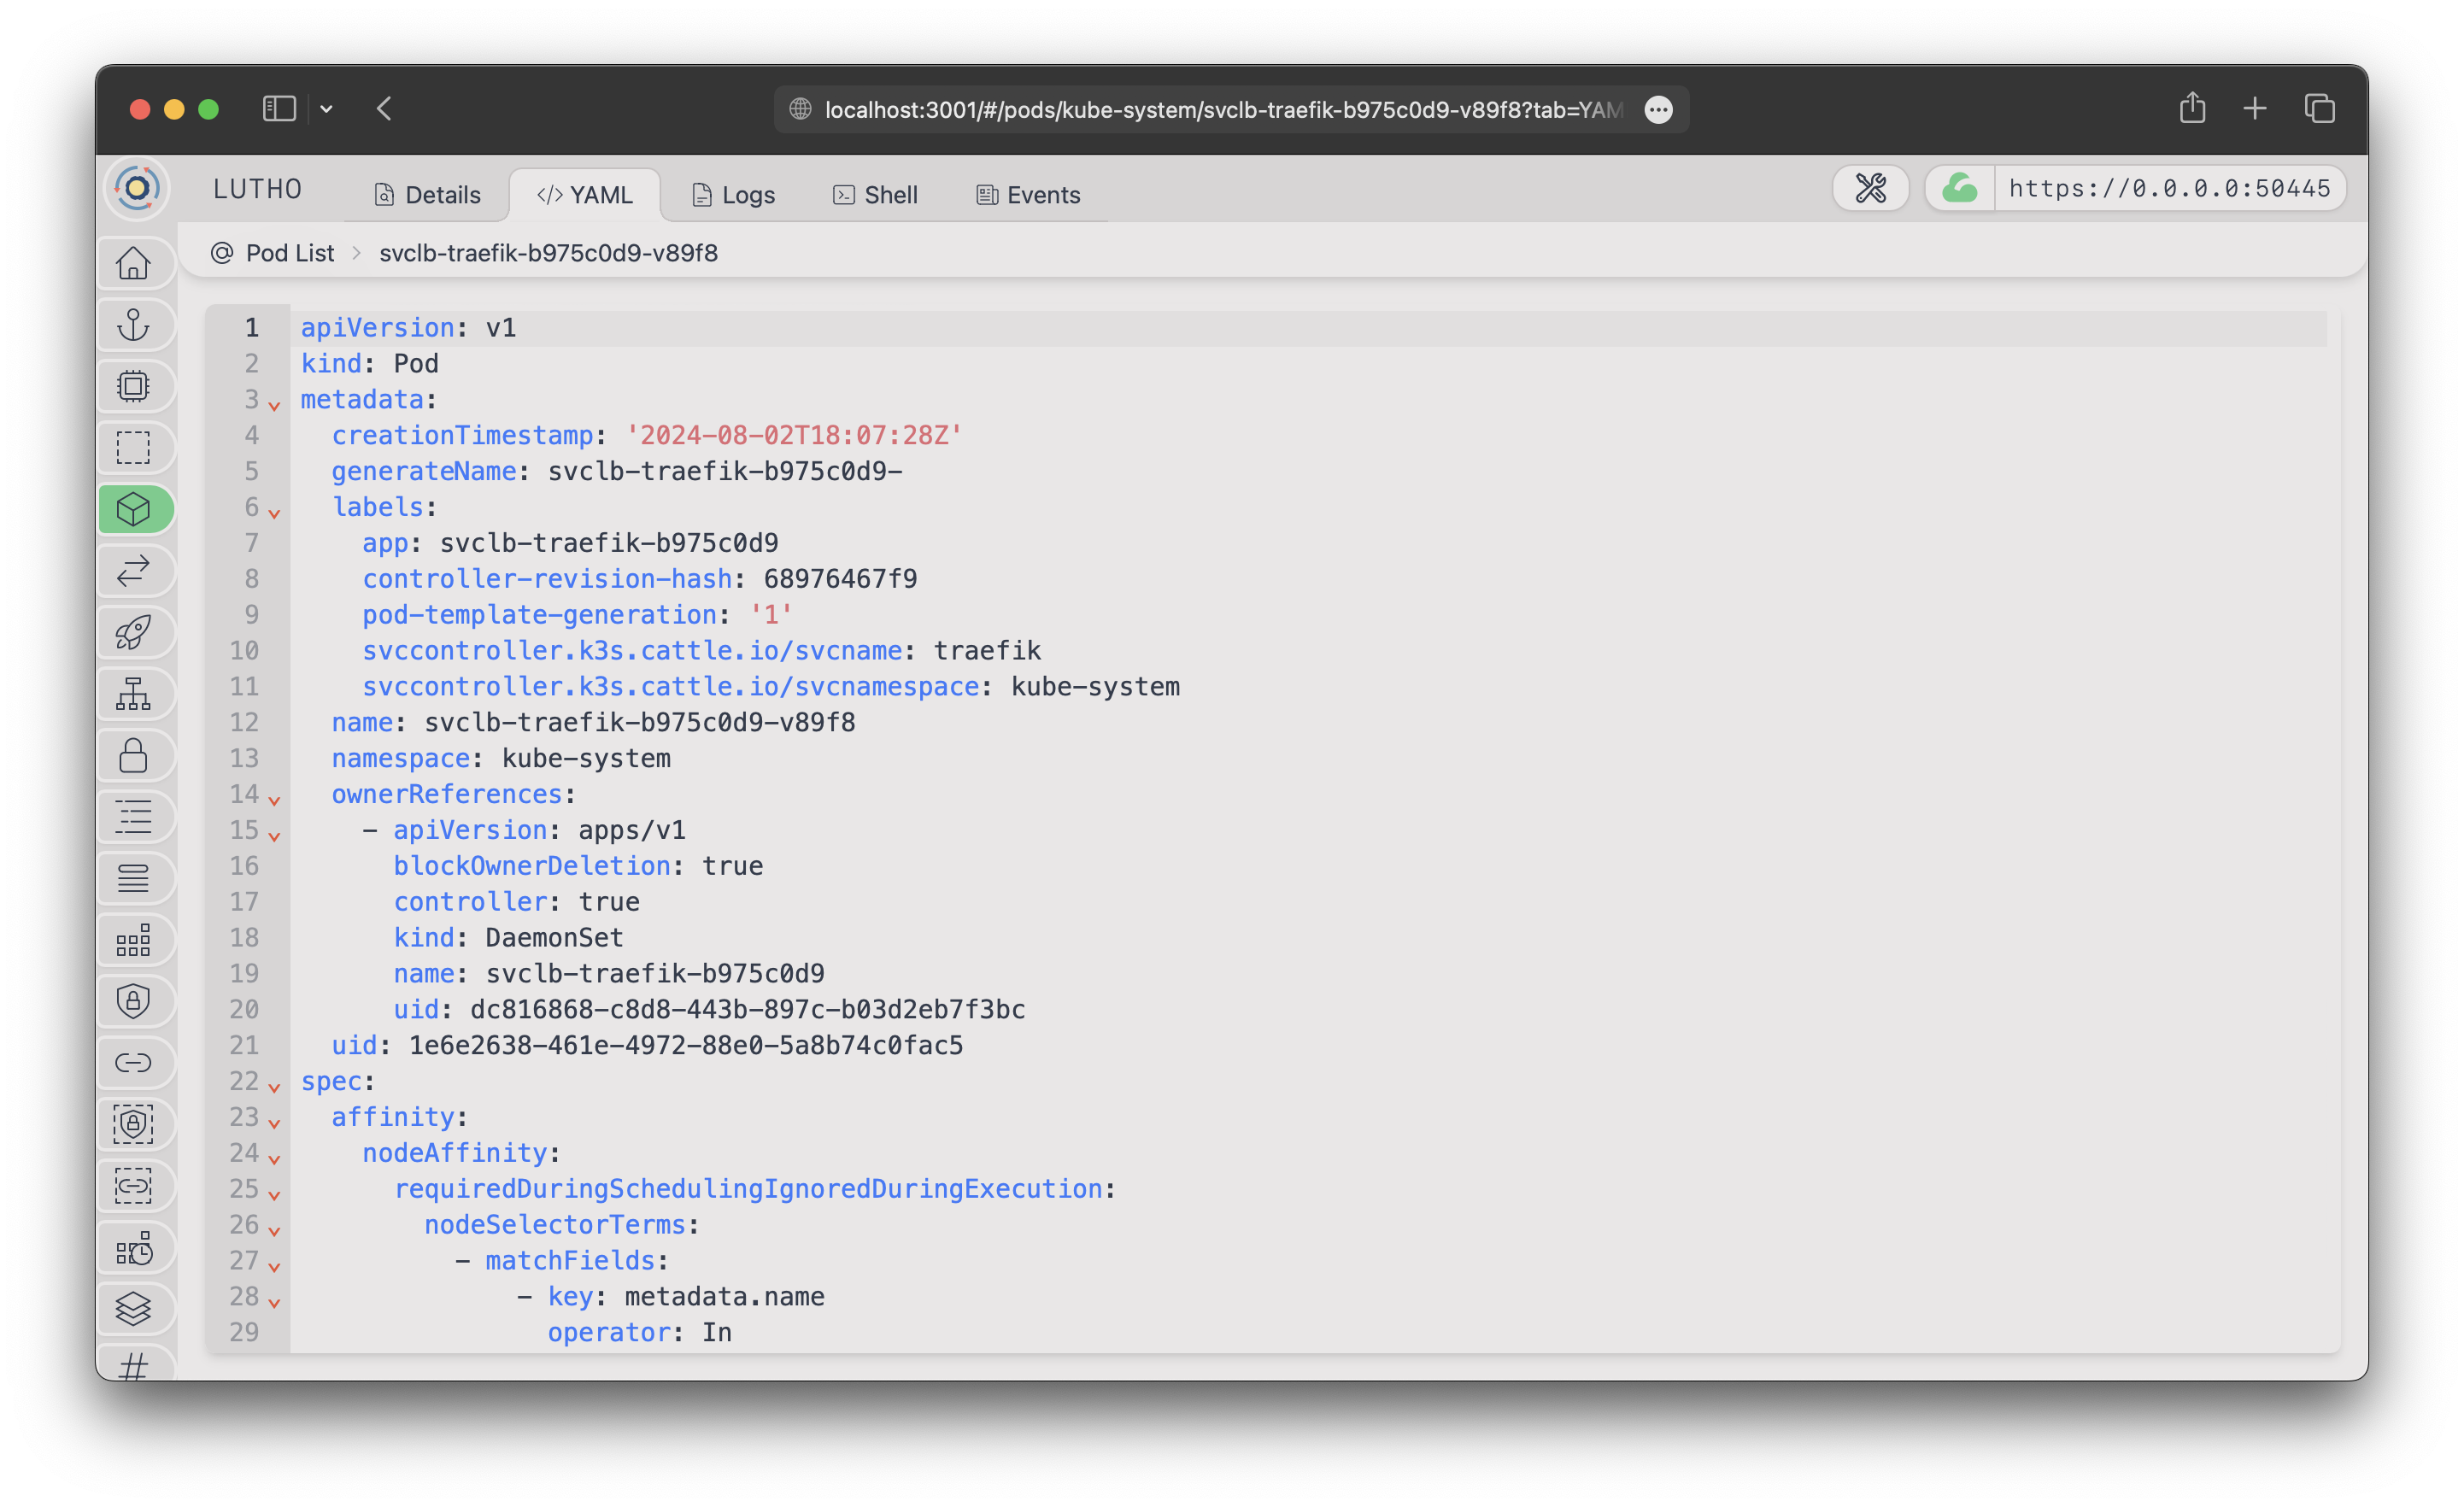 localhost:3001/#/pods/kube-system/svclb-traefik-b975c0d9-v89f8?tab=YAM
LUTHO
Details
</> YAML
Logs
Shell
Events
https://0.0.0.0:50445
Pod List > svclb-traefik-b975c0d9-v89f8
1 apiVersion: v1
2 kind: Pod
3 metadata:
4   creationTimestamp: '2024-08-02T18:07:28Z'
5   generateName: svclb-traefik-b975c0d9-
6   labels:
7     app: svclb-traefik-b975c0d9
8     controller-revision-hash: 68976467f9
9     pod-template-generation: '1'
10     svccontroller.k3s.cattle.io/svcname: traefik
11     svccontroller.k3s.cattle.io/svcnamespace: kube-system
12   name: svclb-traefik-b975c0d9-v89f8
13   namespace: kube-system
14   ownerReferences:
15     - apiVersion: apps/v1
16       blockOwnerDeletion: true
17       controller: true
18       kind: DaemonSet
19       name: svclb-traefik-b975c0d9
20       uid: dc816868-c8d8-443b-897c-b03d2eb7f3bc
21   uid: 1e6e2638-461e-4972-88e0-5a8b74c0fac5
22 spec:
23   affinity:
24     nodeAffinity:
25       requiredDuringSchedulingIgnoredDuringExecution:
26         nodeSelectorTerms:
27           - matchFields:
28               - key: metadata.name
29                 operator: In